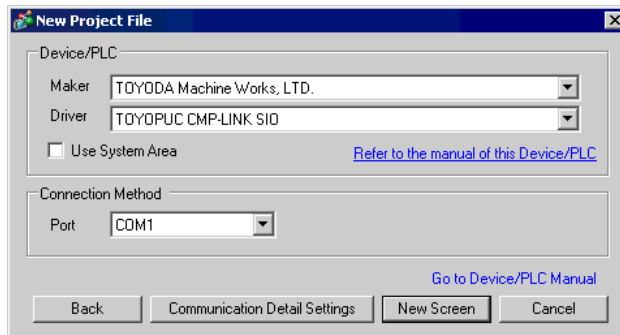 New Project File
Device/PLC
Maker TOYODA Machine Works, LTD.
Driver TOYOPUC CMP-LINK SIO
Use System Area Refer to the manual of this Device/PLC
Connection Method
Port COM1
Go to Device/PLC Manual
Back Communication Detail Settings New Screen Cancel